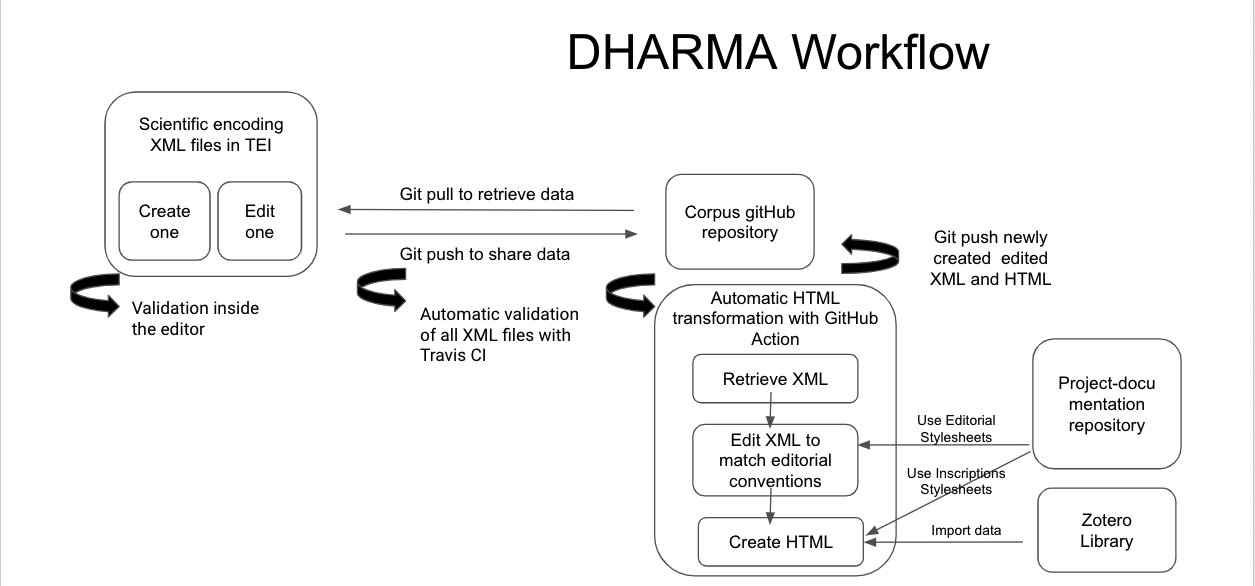 DHARMA Workflow
Scientific encoding
XML files in TEI
Create
one
Edit
one
Validation inside
the editor
Git pull to retrieve data
Git push to share data
Automatic validation
of all XML files with
Travis CI
Corpus gitHub
repository
Git push newly
created edited
XML and HTML
Automatic HTML
transformation with GitHub
Action
Retrieve XML
Edit XML to
match editorial
conventions
Create HTML
Use Editorial
Stylesheets
Use Inscriptions
Stylesheets
Import data
Project-docu
mentation
repository
Zotero
Library